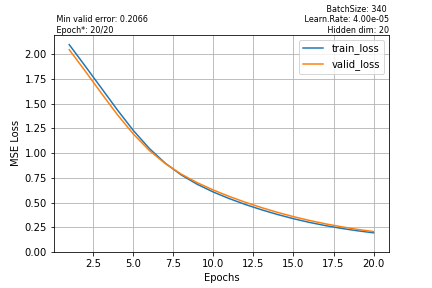 BatchSize: 340
Min valid error: 0.2066
Learn.Rate: 4.00e-05
Epoch*: 20/20
Hidden dim: 20
train_loss
valid_loss
2.00
1.75
1.50
1.25
1.00
0.75
0.50
0.25
0.00
MSE Loss
2.5 5.0 7.5 10.0 12.5 15.0 17.5 20.0
Epochs